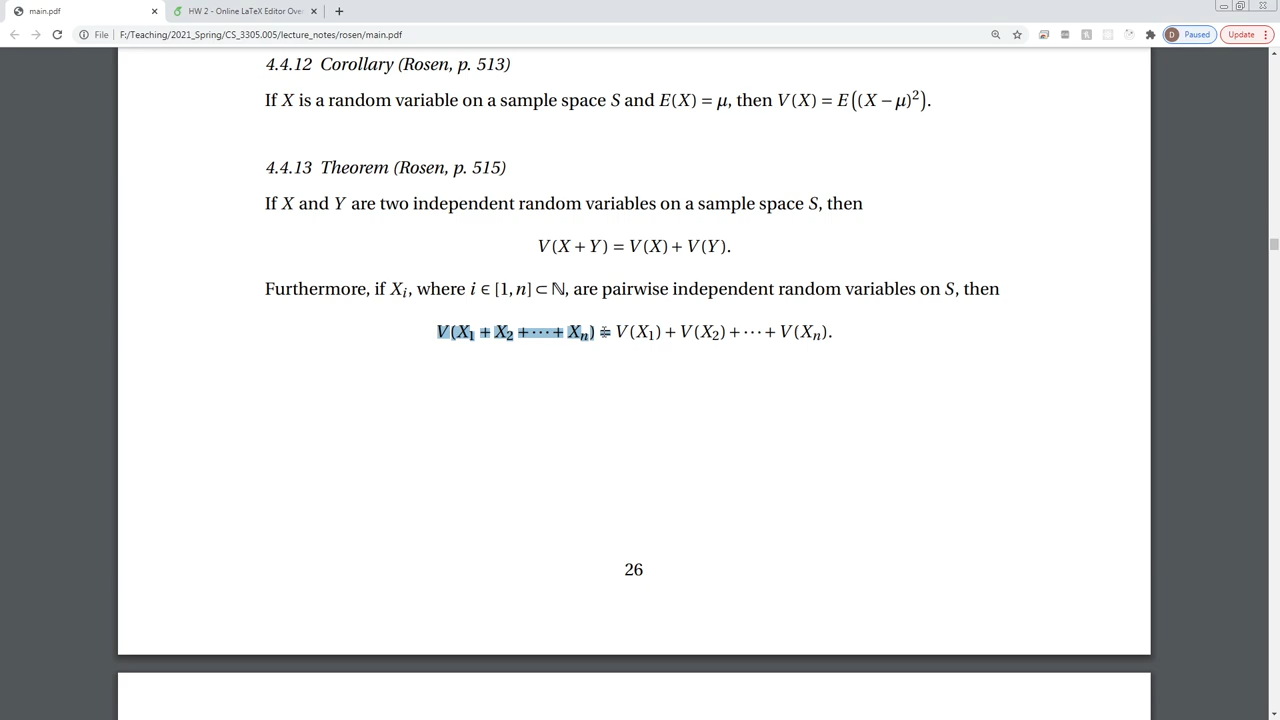 main.pdf
HW 2 - Online LaTeX Editor Ove
File F:/Teaching/2021_Spring/CS_3305.005/lecture_notes/rosen/main.pdf
D Paused
Update
4.4.12 Corollary (Rosen, p. 513)
If X is a random variable on a sample space S and E(X) = μ, then V(X) = E((X − μ)²).
4.4.13 Theorem (Rosen, p. 515)
If X and Y are two independent random variables on a sample space S, then
V(X + Y) = V(X) + V(Y).
Furthermore, if Xᵢ, where i ∈ [1, n] ⊂ ℕ, are pairwise independent random variables on S, then
V(X₁ + X₂ + ··· + Xₙ) = V(X₁) + V(X₂) + ··· + V(Xₙ).
26